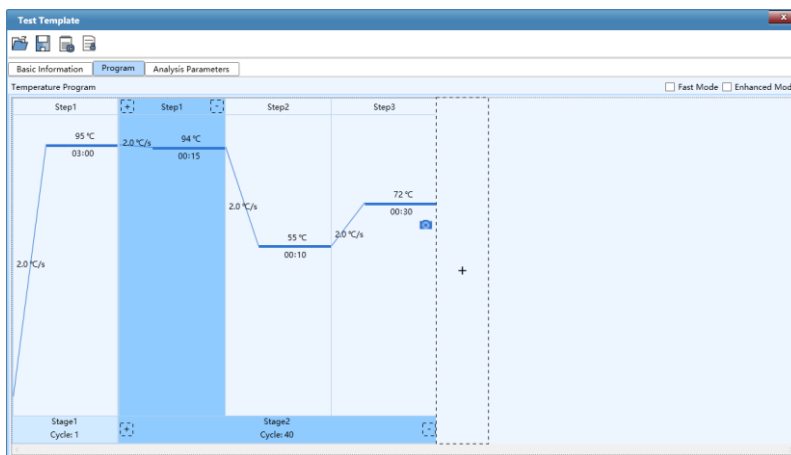 Test Template
Basic Information Program Analysis Parameters
Temperature Program Fast Mode Enhanced Mod
Step1 + Step1 - Step2 Step3
95 ℃
03:00
2.0 ℃/s
2.0 ℃/s
94 ℃
00:15
2.0 ℃/s
55 ℃
00:10
2.0 ℃/s
72 ℃
00:30
+
Stage1
Cycle: 1
+
Stage2
Cycle: 40
-